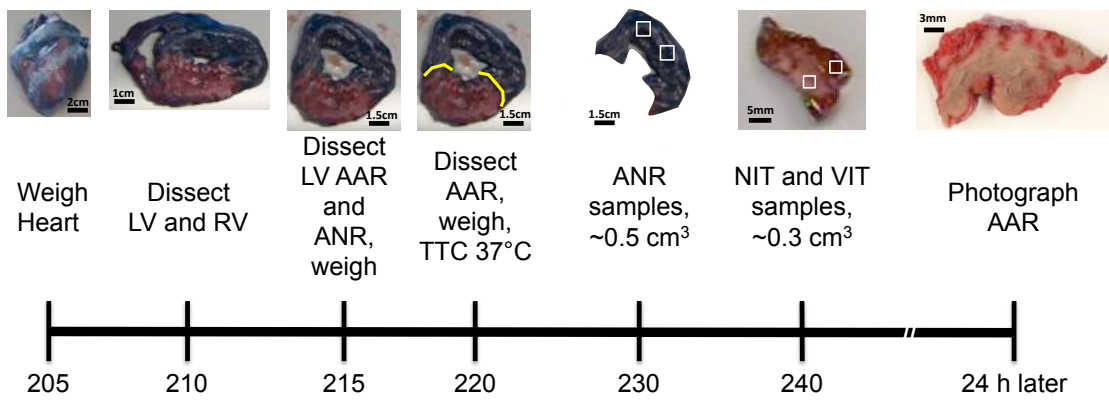 2cm
1cm
1.5cm
1.5cm
1.5cm
5mm
3mm
Weigh
Heart
Dissect
LV and RV
Dissect
LV AAR
and
ANR,
weigh
Dissect
AAR,
weigh,
TTC 37°C
ANR
samples,
~0.5 cm³
NIT and VIT
samples,
~0.3 cm³
Photograph
AAR
205
210
215
220
230
240
24 h later